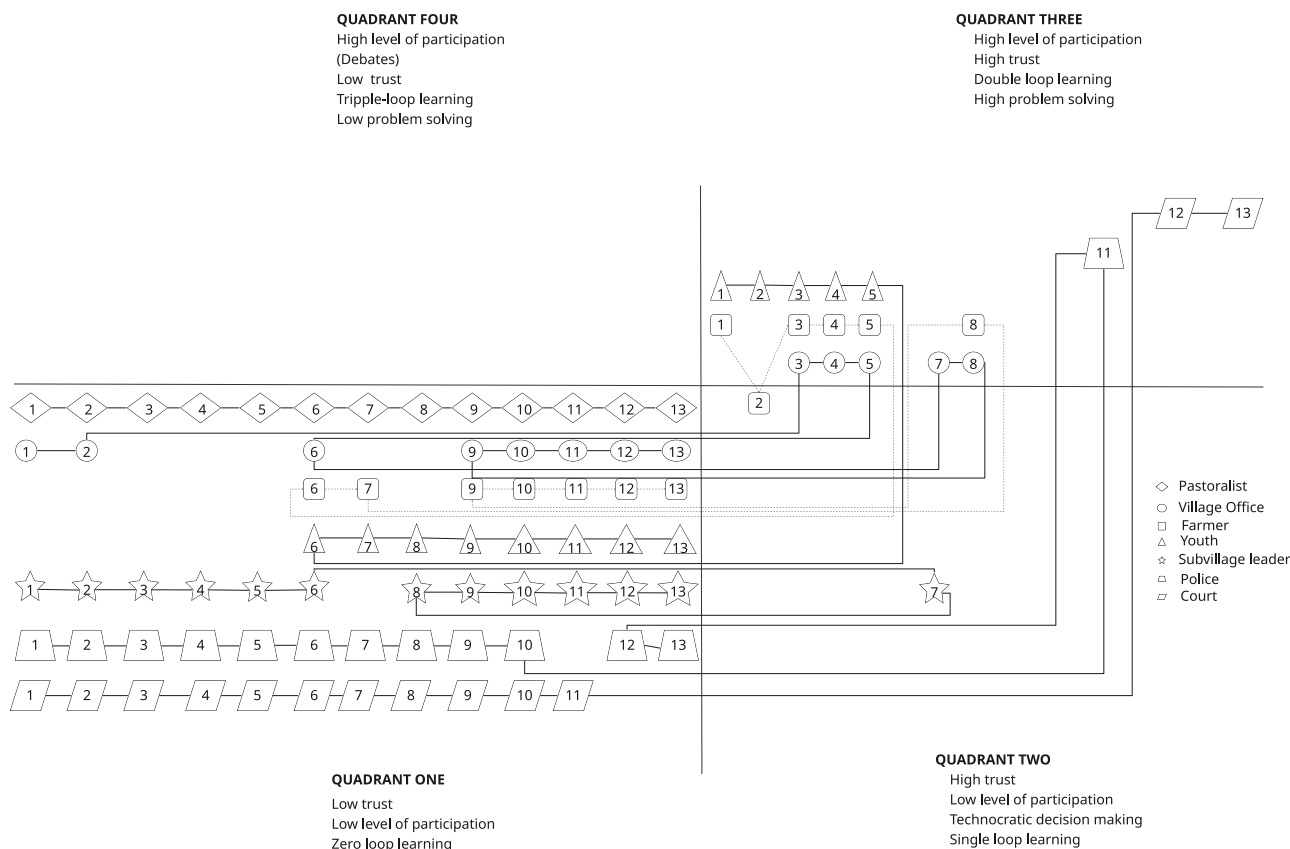 QUADRANT FOUR
High level of participation
(Debates)
Low trust
Tripple-loop learning
Low problem solving
QUADRANT THREE
High level of participation
High trust
Double loop learning
High problem solving
12 13
11
1 2 3 4 5
1 3 4 5 8
3 4 5 7 8
2
1 2 3 4 5 6 7 8 9 10 11 12 13
1 2 6 9 10 11 12 13
6 7 9 10 11 12 13
6 7 8 9 10 11 12 13
1 2 3 4 5 6 8 9 10 11 12 13 7
1 2 3 4 5 6 7 8 9 10 12 13
1 2 3 4 5 6 7 8 9 10 11
Pastoralist
Village Office
Farmer
Youth
Subvillage leader
Police
Court
QUADRANT ONE
Low trust
Low level of participation
Zero loop learning
QUADRANT TWO
High trust
Low level of participation
Technocratic decision making
Single loop learning